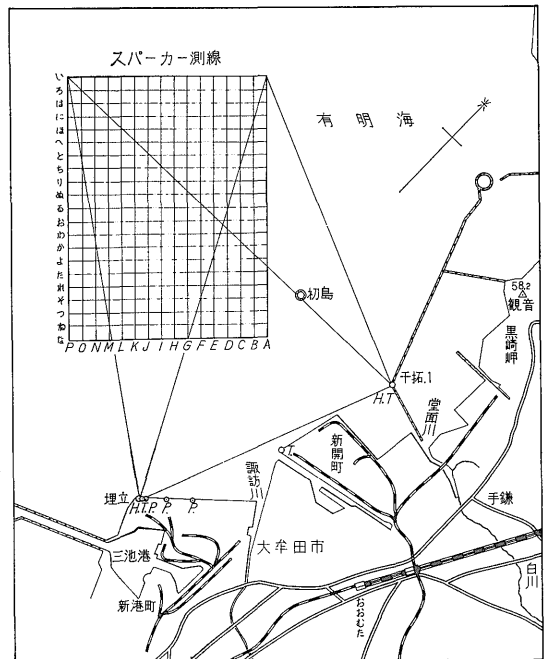 スパーカー測線
い
ろ
は
に
ほ
へ
と
ち
り
ぬ
る
お
わ
か
よ
た
れ
そ
つ
ね
な
P O N M L K J I H G F E D C B A
有明海
初島
58.2
観音
黒崎岬
干拓.1
H.T
堂面川
T.
新開町
諏訪川
手鎌
埋立
H.T.P. P. P.
大牟田市
三池港
新港町
おおむた
白川